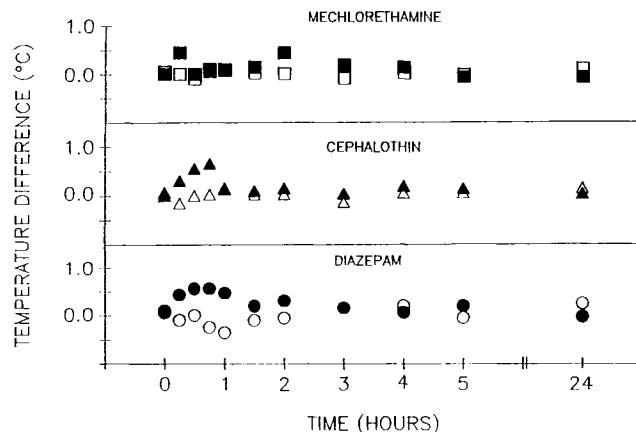 MECHLORETHAMINE
1.0
0.0
CEPHALOTHIN
1.0
0.0
DIAZEPAM
1.0
0.0
TEMPERATURE DIFFERENCE (°C)
0 1 2 3 4 5 24
TIME (HOURS)